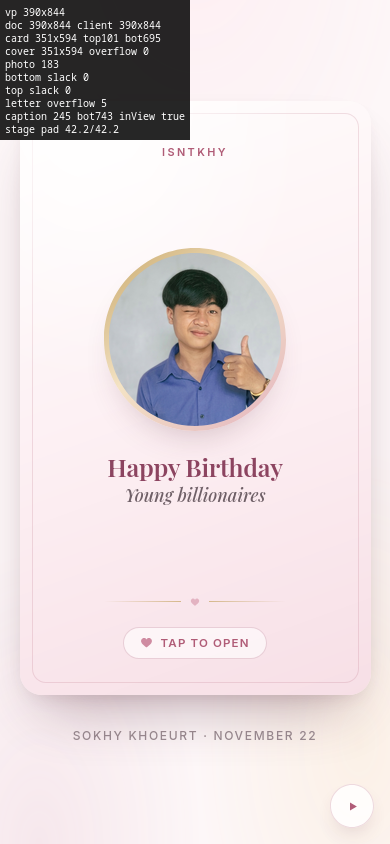 vp 390x844
doc 390x844 client 390x844
card 351x594 top101 bot695
cover 351x594 overflow 0
photo 183
bottom slack 0
top slack 0
letter overflow 5
caption 245 bot743 inView true
stage pad 42.2/42.2
ISNTKHY
Happy Birthday
Young billionaires
TAP TO OPEN
SOKHY KHOEURT · NOVEMBER 22